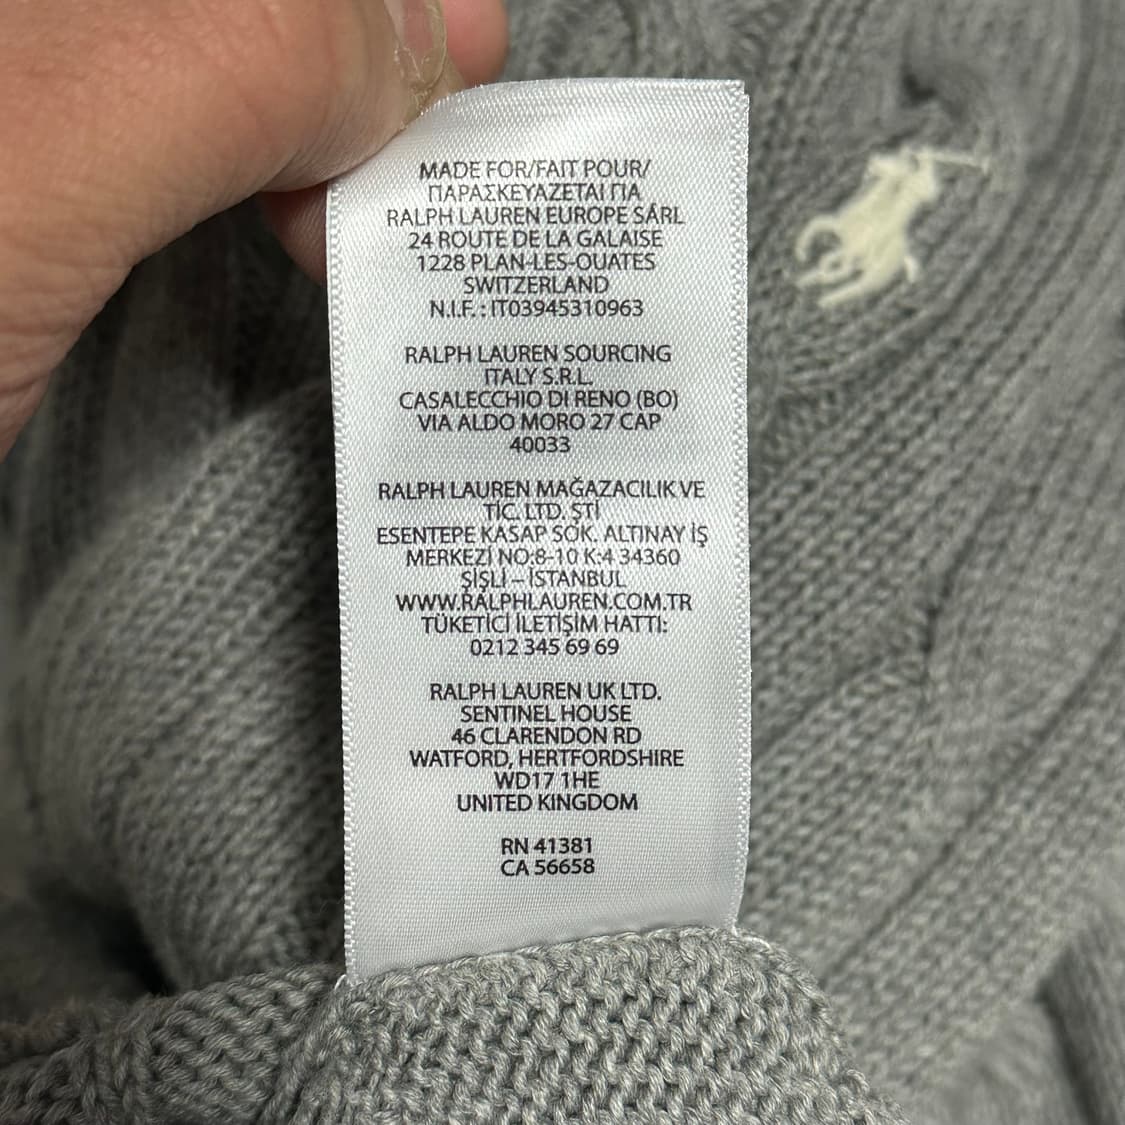 MADE FOR/FAIT POUR/
ΠΑΡΑΣΚΕΥΑΖΕΤΑΙ ΓΙΑ
RALPH LAUREN EUROPE SÁRL
24 ROUTE DE LA GALAISE
1228 PLAN-LES-OUATES
SWITZERLAND
N.I.F. : IT03945310963
RALPH LAUREN SOURCING
ITALY S.R.L.
CASALECCHIO DI RENO (BO)
VIA ALDO MORO 27 CAP
40033
RALPH LAUREN MAĞAZACILIK VE
TİC. LTD. ŞTİ
ESENTEPE KASAP SOK. ALTINAY İŞ
MERKEZİ NO:8-10 K:4 34360
ŞİŞLİ – İSTANBUL
WWW.RALPHLAUREN.COM.TR
TÜKETİCİ İLETİŞİM HATTI:
0212 345 69 69
RALPH LAUREN UK LTD.
SENTINEL HOUSE
46 CLARENDON RD
WATFORD, HERTFORDSHIRE
WD17 1HE
UNITED KINGDOM
RN 41381
CA 56658